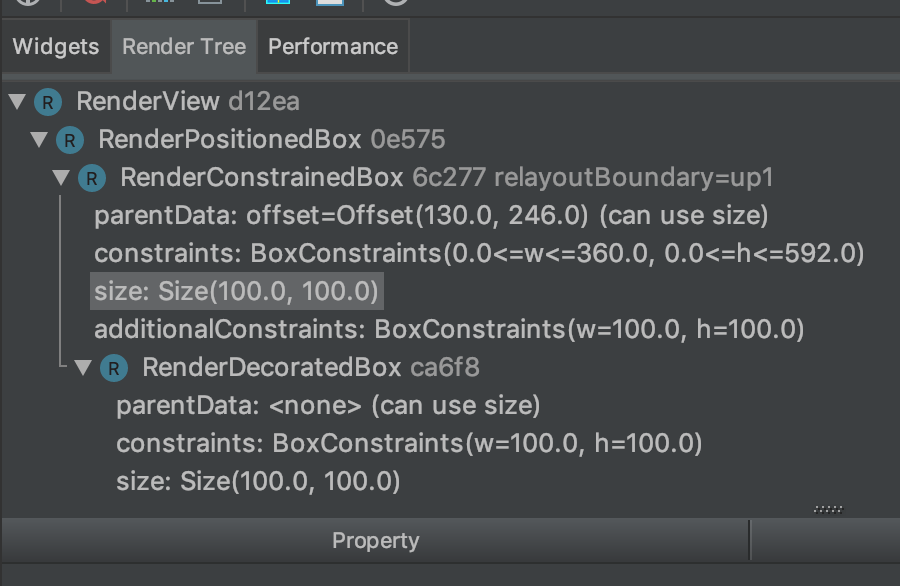 Widgets Render Tree Performance
R RenderView d12ea
R RenderPositionedBox 0e575
R RenderConstrainedBox 6c277 relayoutBoundary=up1
parentData: offset=Offset(130.0, 246.0) (can use size)
constraints: BoxConstraints(0.0<=w<=360.0, 0.0<=h<=592.0)
size: Size(100.0, 100.0)
additionalConstraints: BoxConstraints(w=100.0, h=100.0)
R RenderDecoratedBox ca6f8
parentData: <none> (can use size)
constraints: BoxConstraints(w=100.0, h=100.0)
size: Size(100.0, 100.0)
Property